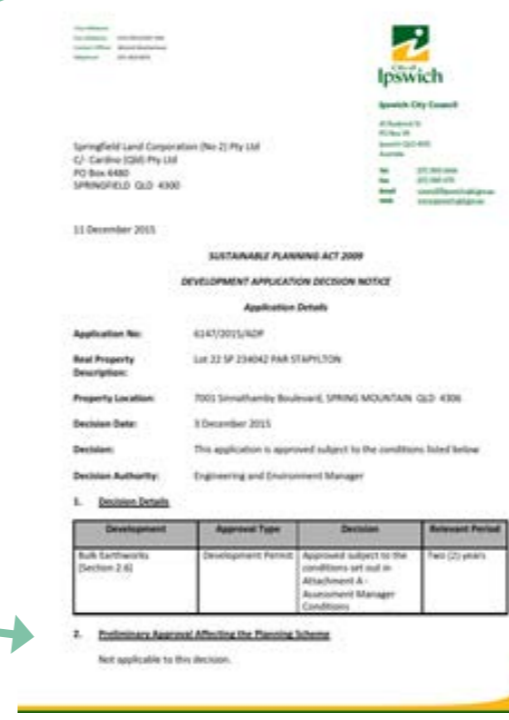 City of
Ipswich
Ipswich City Council
Springfield Land Corporation (No 2) Pty Ltd
C/- Cardno (Qld) Pty Ltd
PO Box 4480
SPRINGFIELD QLD 4300
11 December 2015
SUSTAINABLE PLANNING ACT 2009
DEVELOPMENT APPLICATION DECISION NOTICE
Application Details
Application No: 6147/2015/ADP
Real Property Description: Lot 22 SP 234042 PAR STAPYLTON
Property Location: 7001 Sinnathamby Boulevard, SPRING MOUNTAIN QLD 4306
Decision Date: 3 December 2015
Decision: This application is approved subject to the conditions listed below
Decision Authority: Engineering and Environment Manager
1. Decision Details
Development Approval Type Decision Relevant Period
Bulk Earthworks (Section 2.6) Development Permit Approved subject to the conditions set out in Attachment A - Assessment Manager Conditions Two (2) years
2. Preliminary Approval Affecting the Planning Scheme
Not applicable to this decision.